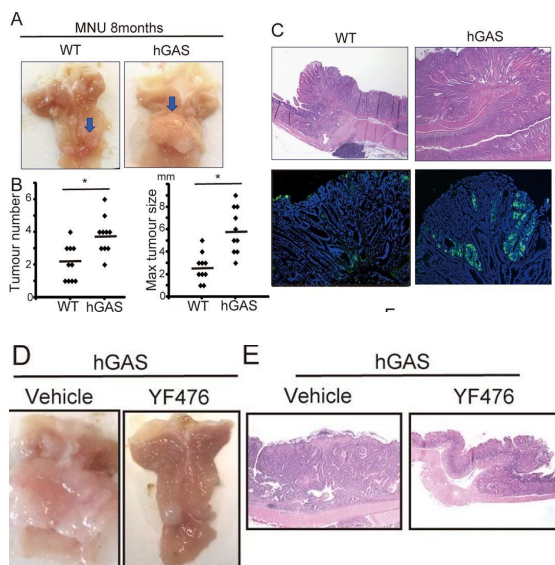 A
MNU 8months
WT hGAS
B
Tumour number
6
4
2
0
*
WT hGAS
mm
Max tumour size
8
6
4
2
0
*
WT hGAS
C
WT hGAS
D
hGAS
Vehicle YF476
E
hGAS
Vehicle YF476